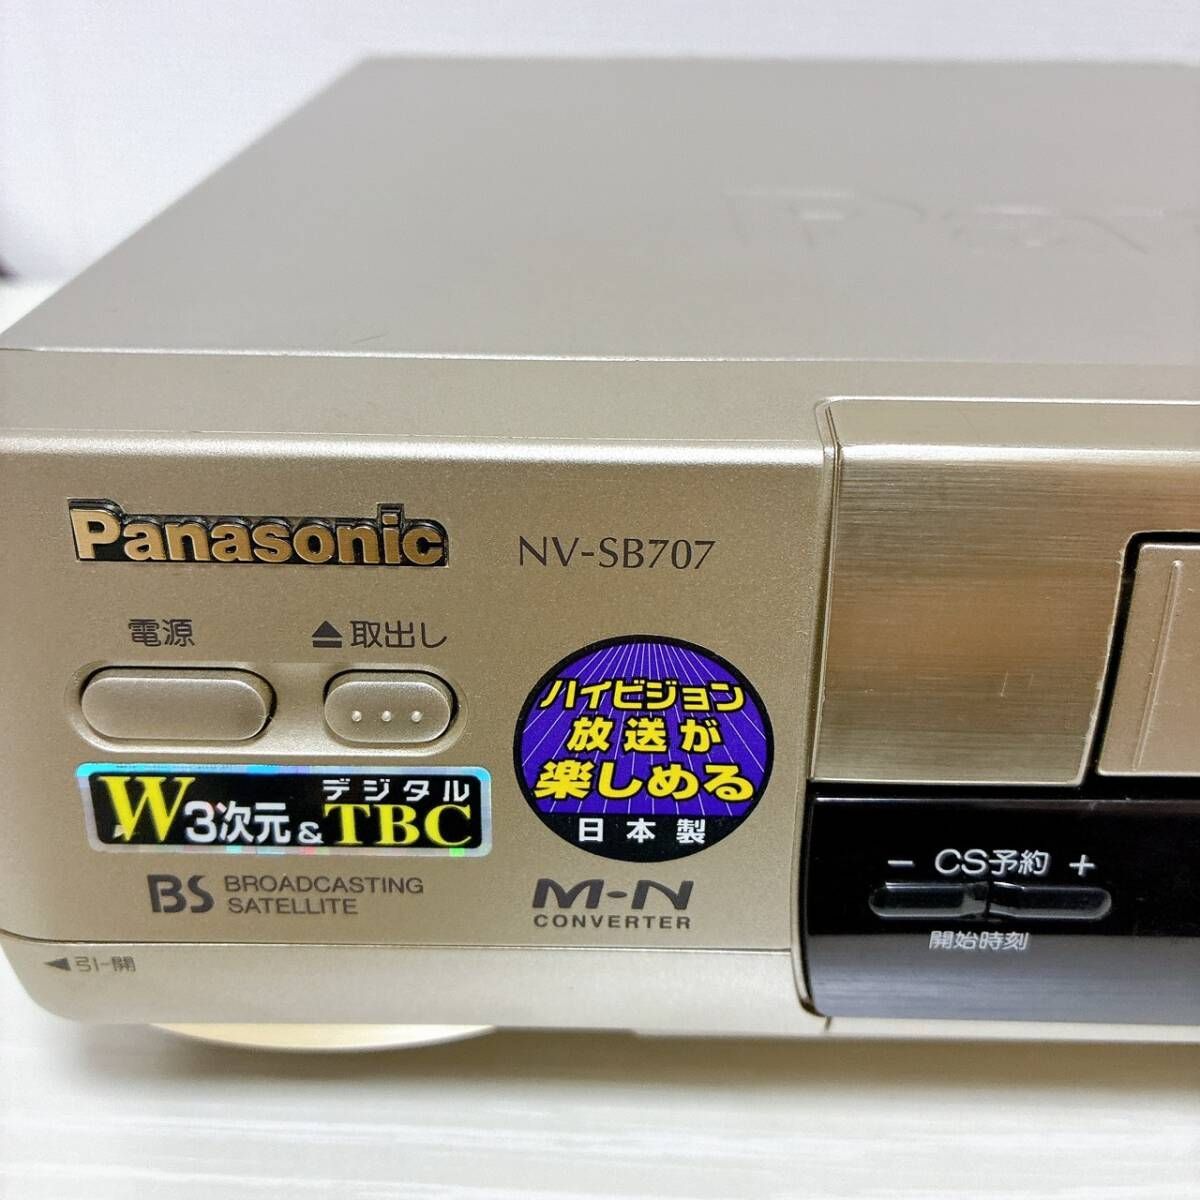 Pa
Panasonic
NV-SB707
電源
▲取出し
W3次元&デジタルTBC
ハイビジョン
放送が
楽しめる
日本製
BS BROADCASTING
SATELLITE
M-N
CONVERTER
◀引-開
− CS予約 +
開始時刻